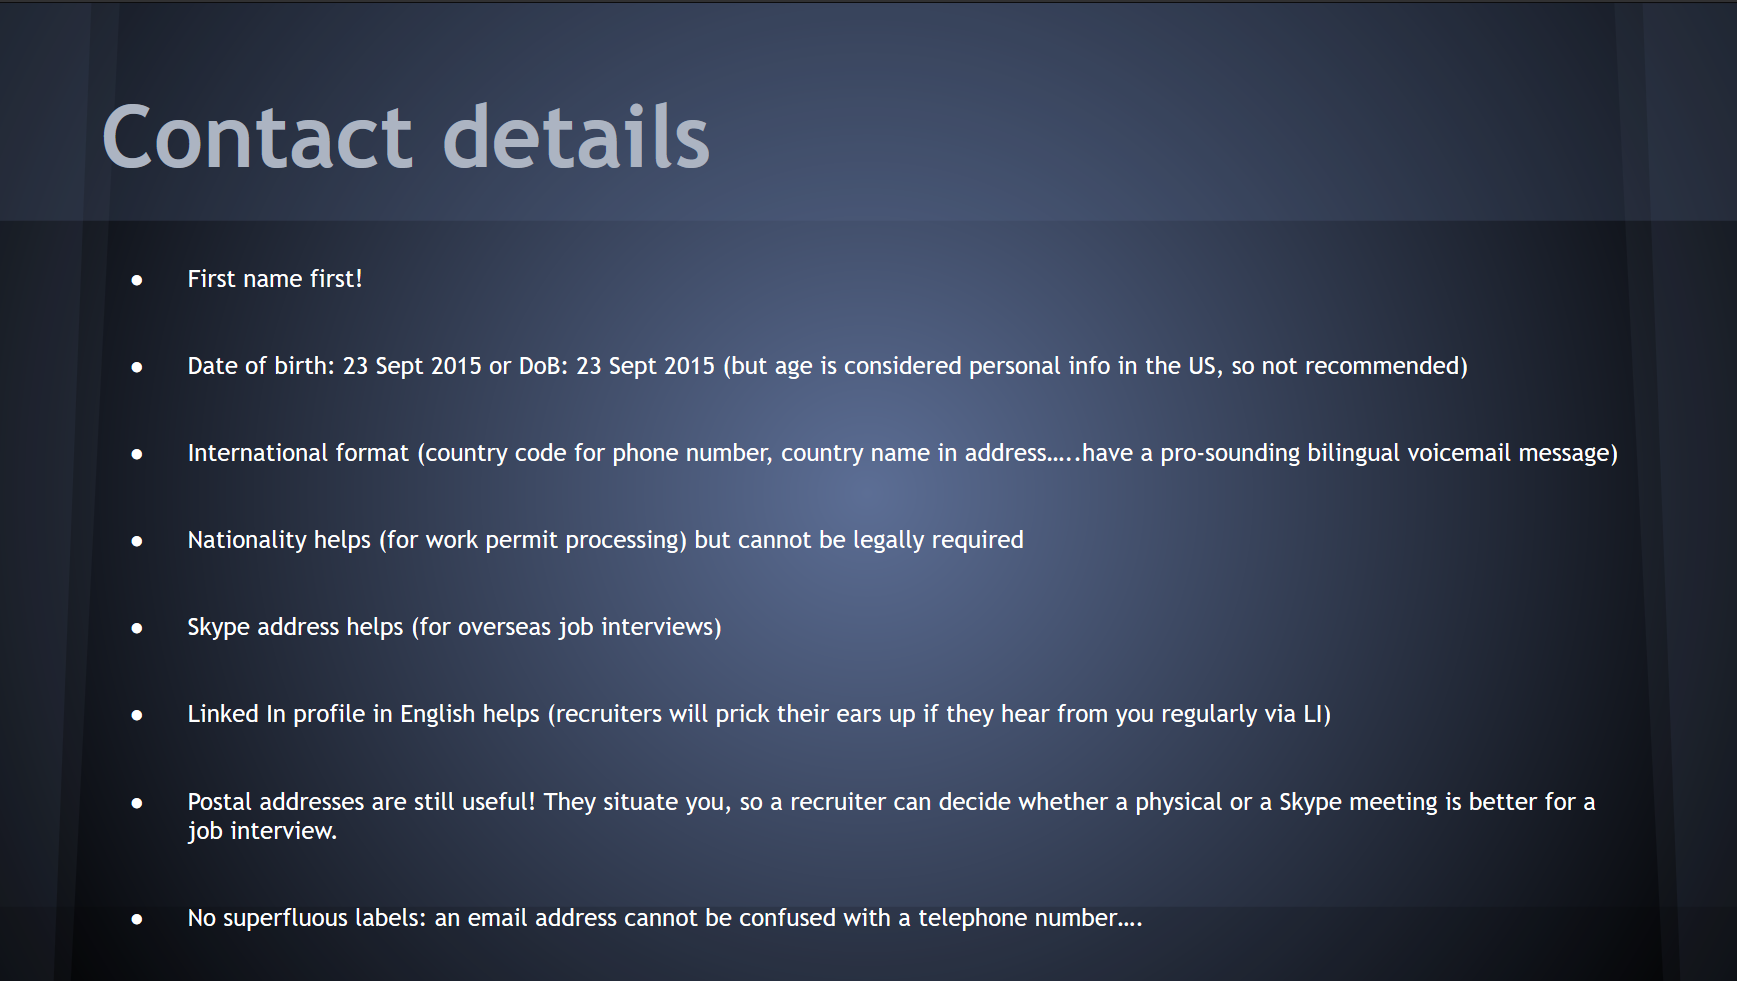 Contact details
● First name first!
● Date of birth: 23 Sept 2015 or DoB: 23 Sept 2015 (but age is considered personal info in the US, so not recommended)
● International format (country code for phone number, country name in address…..have a pro-sounding bilingual voicemail message)
● Nationality helps (for work permit processing) but cannot be legally required
● Skype address helps (for overseas job interviews)
● Linked In profile in English helps (recruiters will prick their ears up if they hear from you regularly via LI)
● Postal addresses are still useful! They situate you, so a recruiter can decide whether a physical or a Skype meeting is better for a
job interview.
● No superfluous labels: an email address cannot be confused with a telephone number….